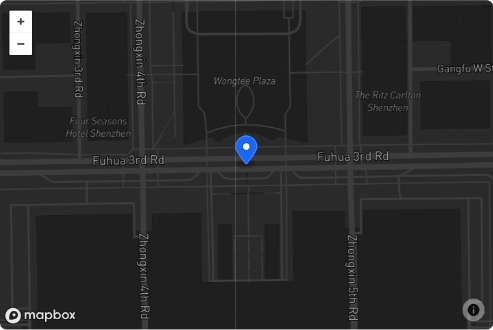 +
−
Zhongxin 3rd Rd
Zhongxin 4th Rd
Wongtee Plaza
Gangfu W St
The Ritz Carlton
Shenzhen
Four Seasons
Hotel Shenzhen
Fuhua 3rd Rd
Fuhua 3rd Rd
Zhongxin 4th Rd
Zhongxin 5th Rd
mapbox
i